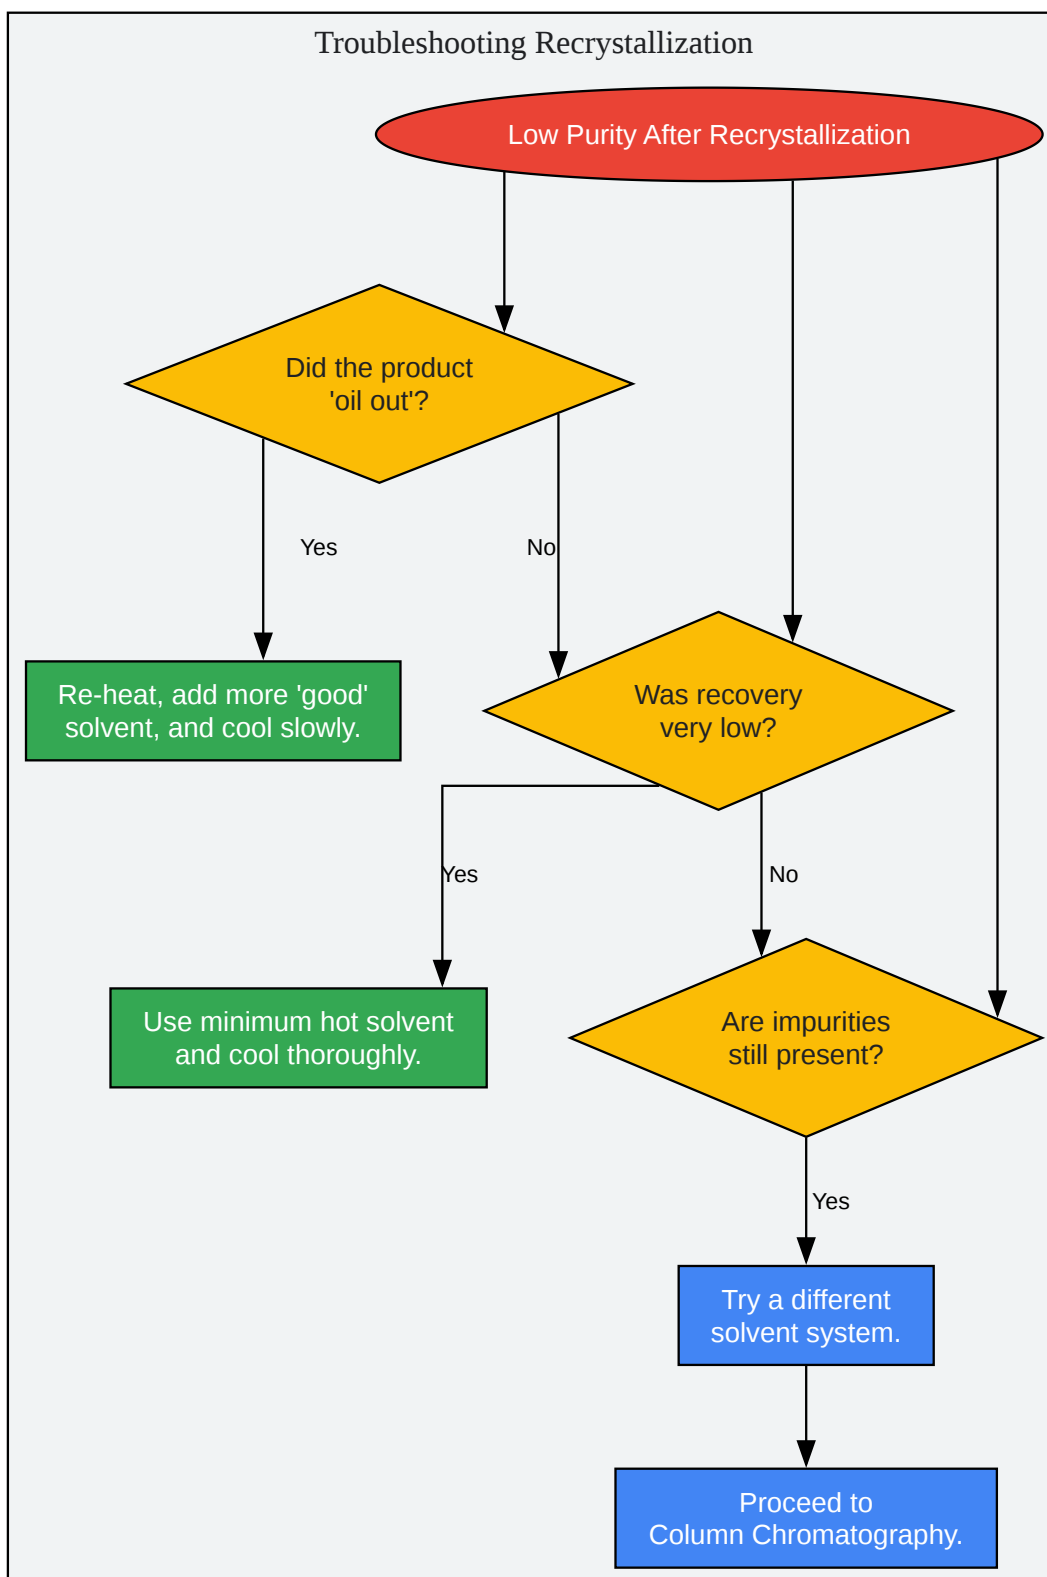 Troubleshooting Recrystallization
Low Purity After Recrystallization
Did the product
'oil out'?
Yes
No
Re-heat, add more 'good'
solvent, and cool slowly.
Was recovery
very low?
Yes
No
Use minimum hot solvent
and cool thoroughly.
Are impurities
still present?
Yes
Try a different
solvent system.
Proceed to
Column Chromatography.